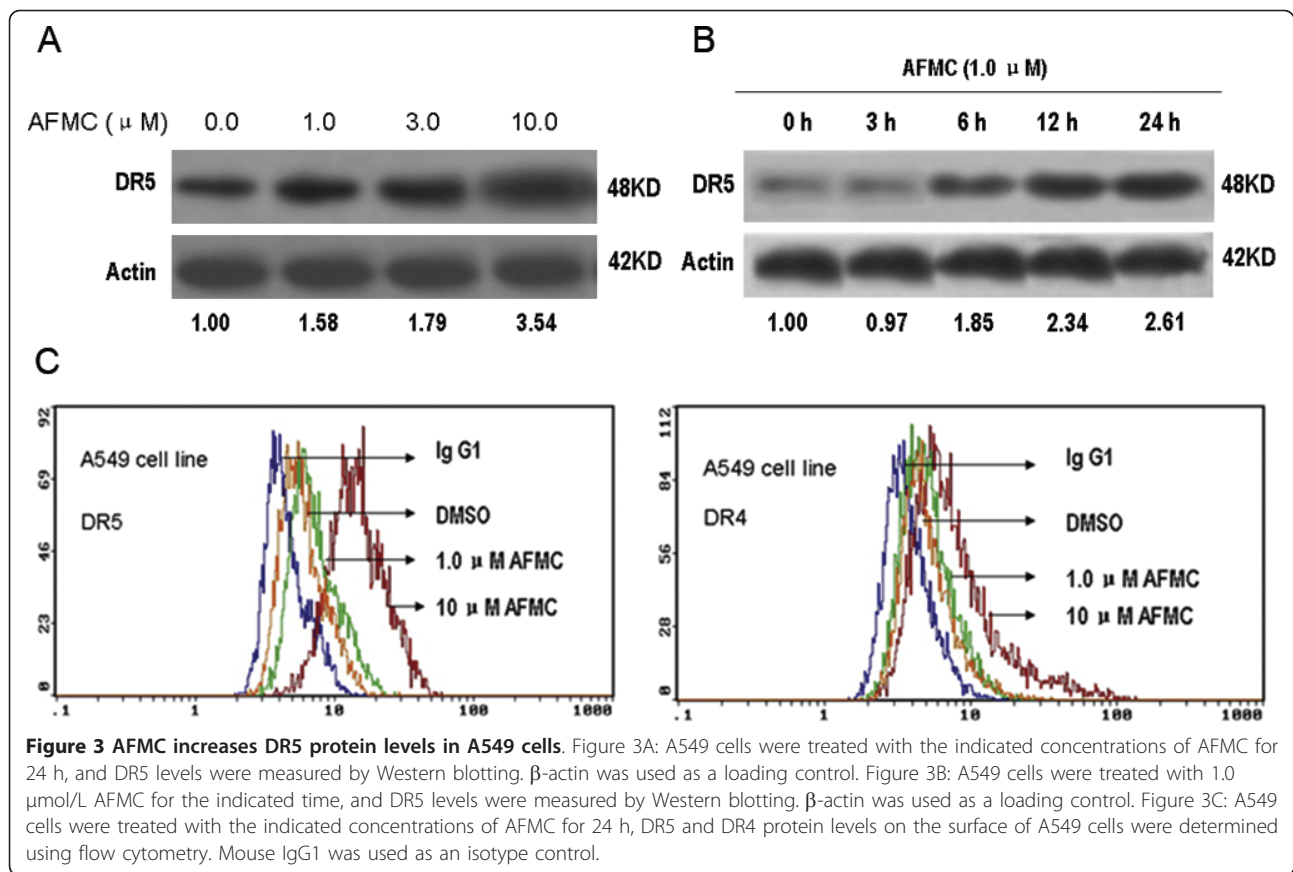 A
AFMC ( μ M) 0.0 1.0 3.0 10.0
DR5 48KD
Actin 42KD
1.00 1.58 1.79 3.54
B
AFMC (1.0 μ M)
0 h 3 h 6 h 12 h 24 h
DR5 48KD
Actin 42KD
1.00 0.97 1.85 2.34 2.61
C
92
69
46
23
0
A549 cell line
DR5
Ig G1
DMSO
1.0 μ M AFMC
10 μ M AFMC
.1 1 10 100 1000
112
84
56
28
0
A549 cell line
DR4
Ig G1
DMSO
1.0 μ M AFMC
10 μ M AFMC
.1 1 10 100 1000
Figure 3 AFMC increases DR5 protein levels in A549 cells. Figure 3A: A549 cells were treated with the indicated concentrations of AFMC for
24 h, and DR5 levels were measured by Western blotting. β-actin was used as a loading control. Figure 3B: A549 cells were treated with 1.0
μmol/L AFMC for the indicated time, and DR5 levels were measured by Western blotting. β-actin was used as a loading control. Figure 3C: A549
cells were treated with the indicated concentrations of AFMC for 24 h, DR5 and DR4 protein levels on the surface of A549 cells were determined
using flow cytometry. Mouse IgG1 was used as an isotype control.